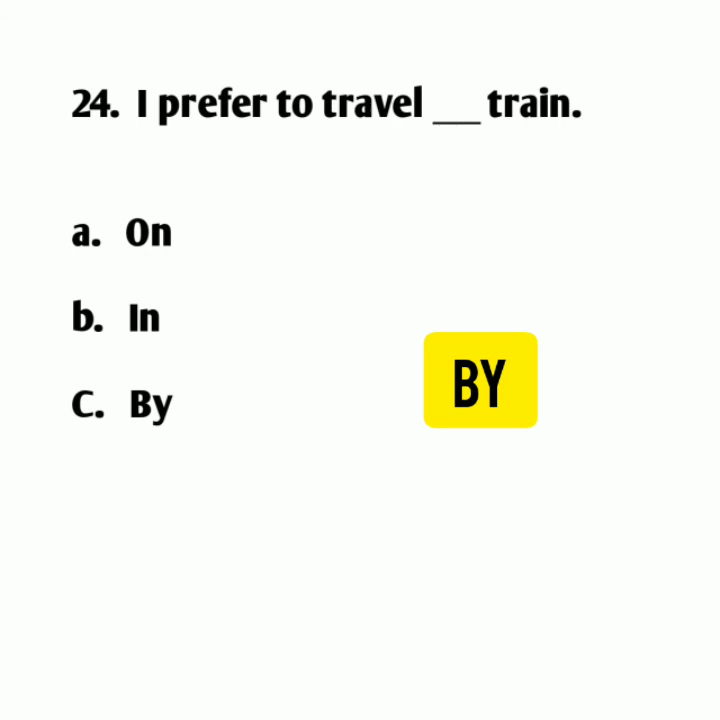 24. I prefer to travel ___ train.
a. On
b. In
C. By
BY